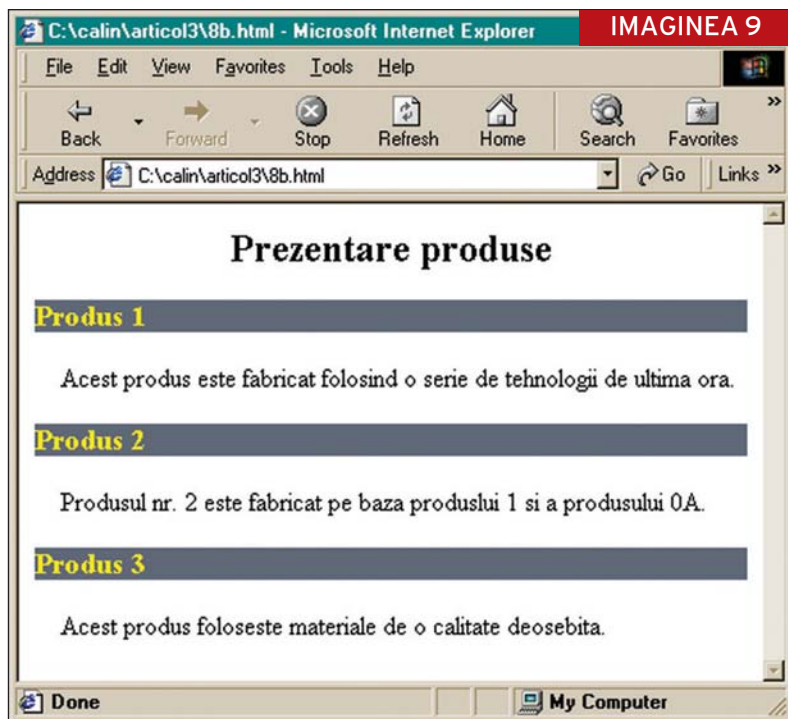 C:\calin\articol3\8b.html - Microsoft Internet Explorer
IMAGINEA 9
File Edit View Favorites Tools Help
Back Forward Stop Refresh Home Search Favorites »
Address C:\calin\articol3\8b.html Go Links »
Prezentare produse
Produs 1
Acest produs este fabricat folosind o serie de tehnologii de ultima ora.
Produs 2
Produsul nr. 2 este fabricat pe baza produslui 1 si a produsului 0A.
Produs 3
Acest produs foloseste materiale de o calitate deosebita.
Done My Computer